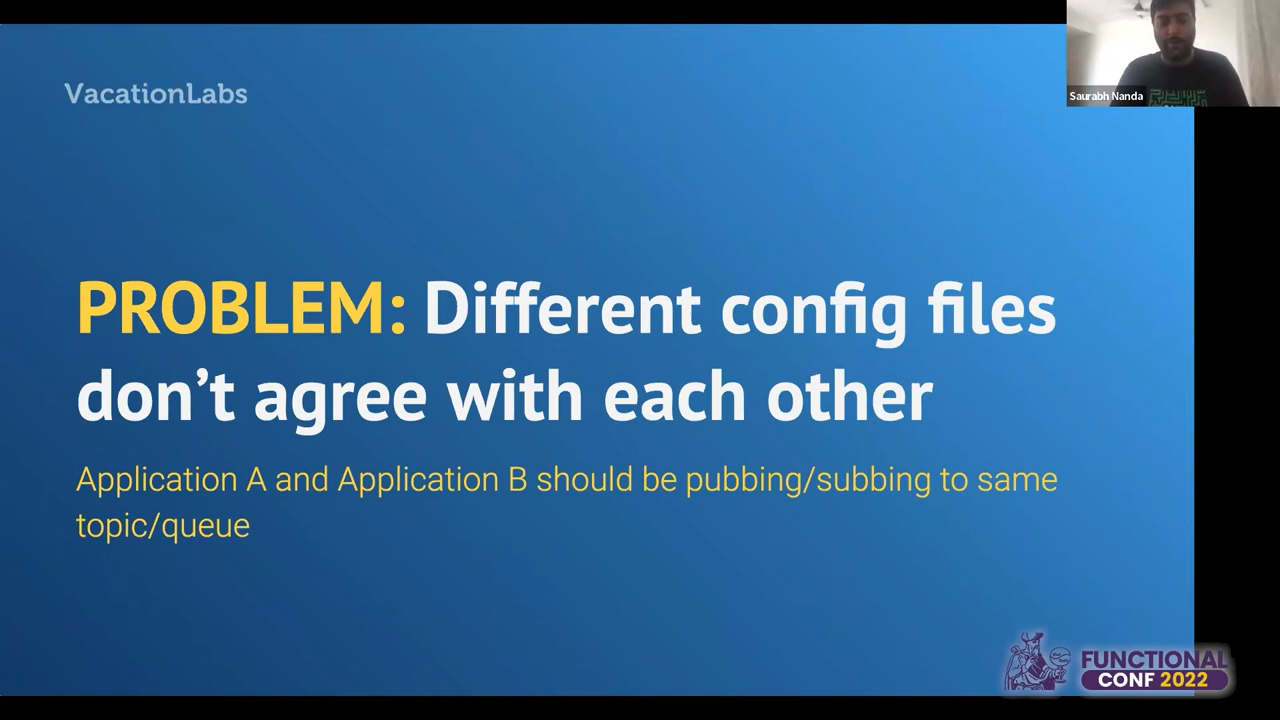 VacationLabs
Saurabh Nanda
PROBLEM: Different config files
don’t agree with each other
Application A and Application B should be pubbing/subbing to same
topic/queue
FUNCTIONAL
CONF 2022